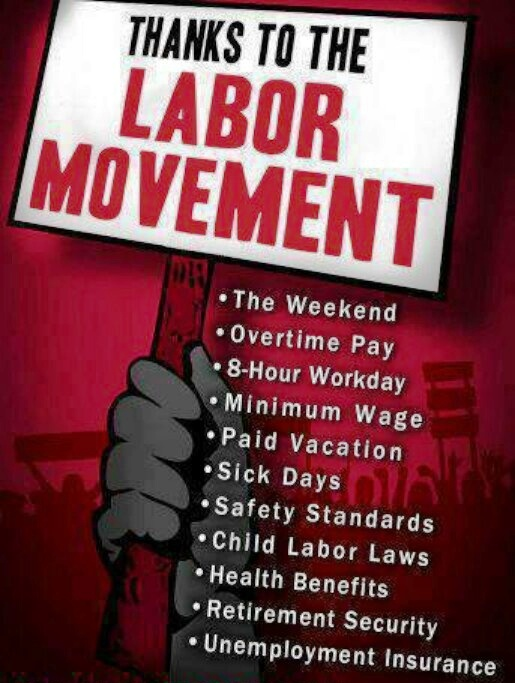 THANKS TO THE
LABOR
MOVEMENT
• The Weekend
• Overtime Pay
• 8-Hour Workday
• Minimum Wage
• Paid Vacation
• Sick Days
• Safety Standards
• Child Labor Laws
• Health Benefits
• Retirement Security
• Unemployment Insurance